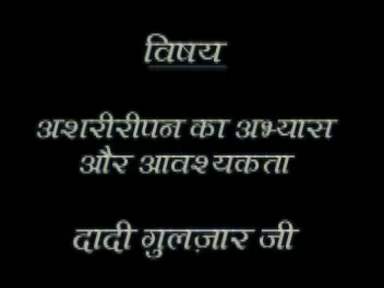 विषय
अशरीरीपन का अभ्यास
और आवश्यकता
दादी गुलज़ार जी